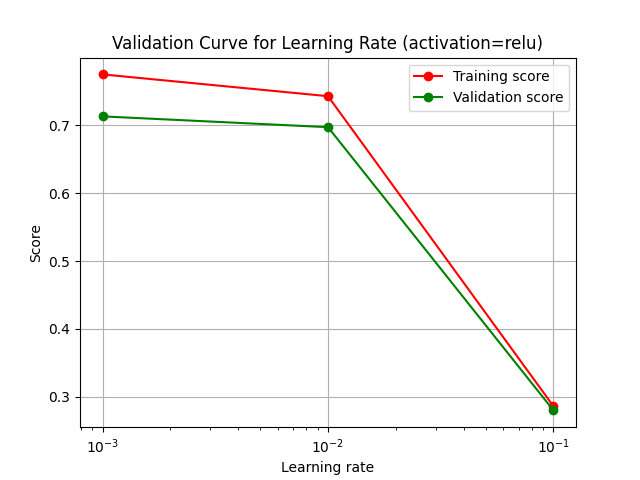 Validation Curve for Learning Rate (activation=relu)
Training score
Validation score
0.7
0.6
0.5
0.4
0.3
Score
10⁻³
10⁻²
10⁻¹
Learning rate